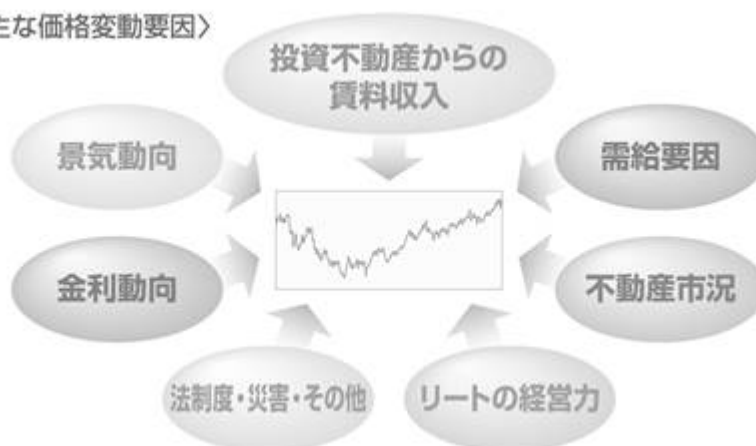 主な価格変動要因〉
投資不動産からの
賃料収入
景気動向
需給要因
金利動向
不動産市況
法制度・災害・その他
リートの経営力